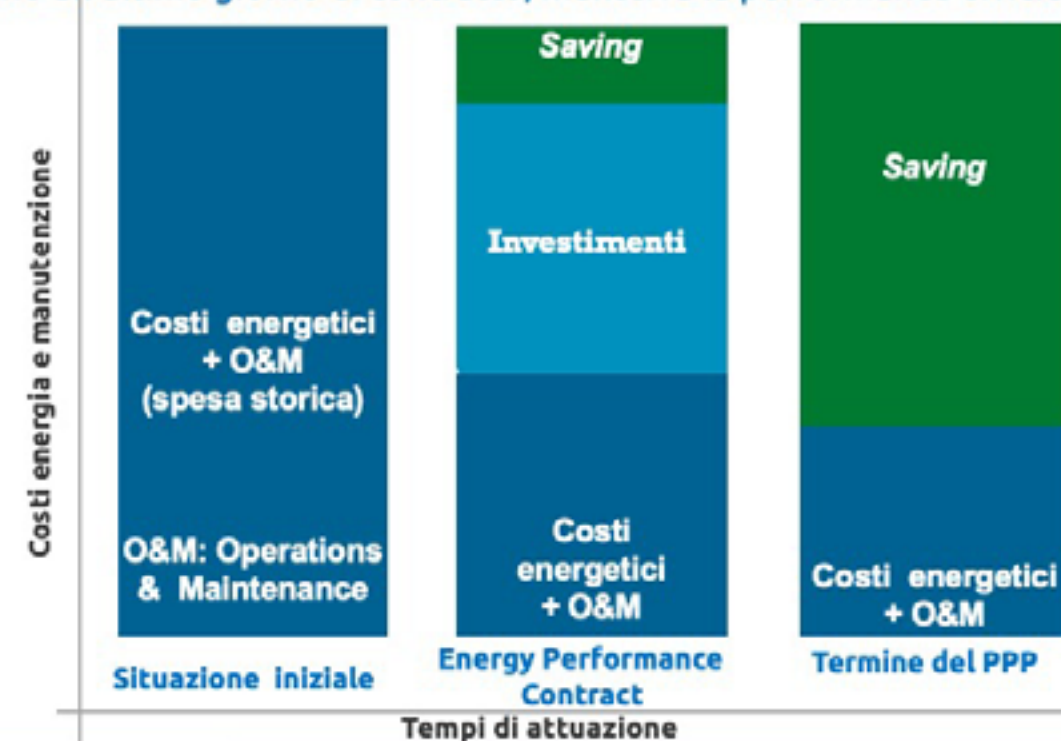 Costi energia e manutenzione
Costi energetici
+ O&M
(spesa storica)
O&M: Operations
& Maintenance
Situazione iniziale
Saving
Investimenti
Costi
energetici
+ O&M
Energy Performance
Contract
Saving
Costi energetici
+ O&M
Termine del PPP
Tempi di attuazione